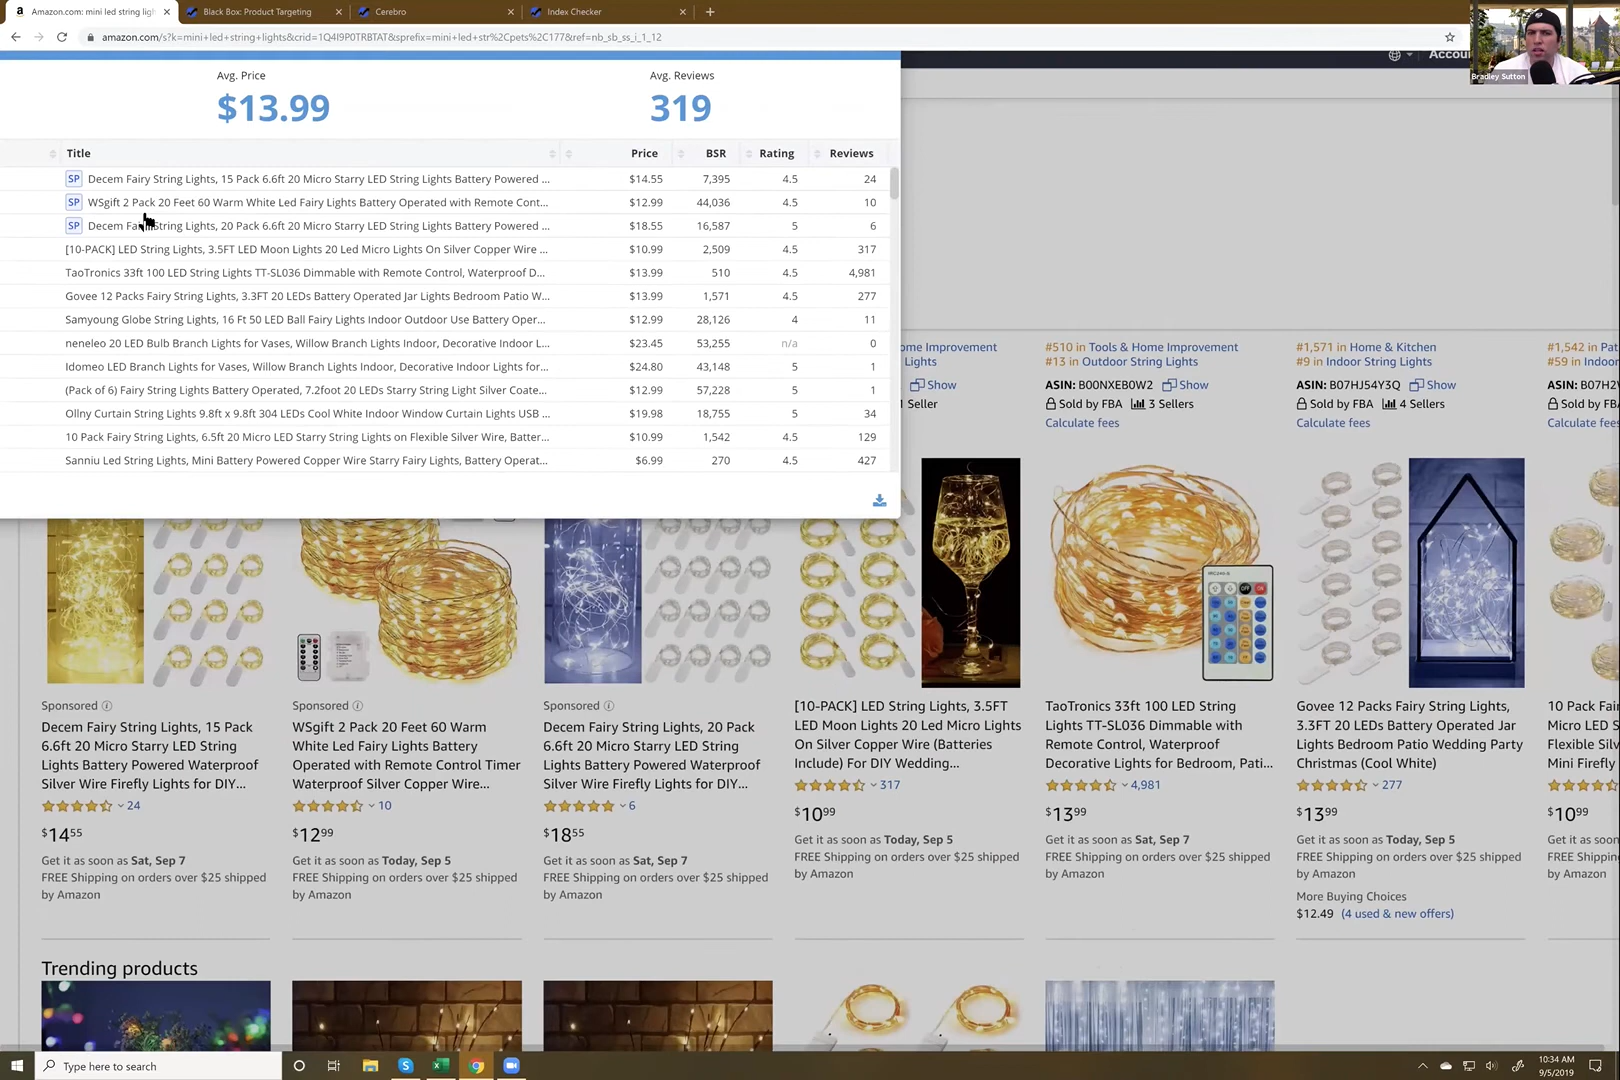 Amazon.com: mini led string ligh
Black Box: Product Targeting
Cerebro
Index Checker
amazon.com/s?k=mini+led+string+lights&crid=1Q4I9P0TRBTAT&sprefix=mini+led+str%2Cpets%2C177&ref=nb_sb_ss_i_1_12
Bradley Sutton
Accou
Avg. Price
Avg. Reviews
$13.99
319
Title Price BSR Rating Reviews
SP Decem Fairy String Lights, 15 Pack 6.6ft 20 Micro Starry LED String Lights Battery Powered ... $14.55 7,395 4.5 24
SP WSgift 2 Pack 20 Feet 60 Warm White Led Fairy Lights Battery Operated with Remote Cont... $12.99 44,036 4.5 10
SP Decem Fairy String Lights, 20 Pack 6.6ft 20 Micro Starry LED String Lights Battery Powered ... $18.55 16,587 5 6
[10-PACK] LED String Lights, 3.5FT LED Moon Lights 20 Led Micro Lights On Silver Copper Wire ... $10.99 2,509 4.5 317
TaoTronics 33ft 100 LED String Lights TT-SL036 Dimmable with Remote Control, Waterproof D... $13.99 510 4.5 4,981
Govee 12 Packs Fairy String Lights, 3.3FT 20 LEDs Battery Operated Jar Lights Bedroom Patio W... $13.99 1,571 4.5 277
Samyoung Globe String Lights, 16 Ft 50 LED Ball Fairy Lights Indoor Outdoor Use Battery Oper... $12.99 28,126 4 11
neneleo 20 LED Bulb Branch Lights for Vases, Willow Branch Lights Indoor, Decorative Indoor L... $23.45 53,255 n/a 0
Idomeo LED Branch Lights for Vases, Willow Branch Lights Indoor, Decorative Indoor Lights for... $24.80 43,148 5 1
(Pack of 6) Fairy String Lights Battery Operated, 7.2foot 20 LEDs Starry String Light Silver Coate... $12.99 57,228 5 1
Ollny Curtain String Lights 9.8ft x 9.8ft 304 LEDs Cool White Indoor Window Curtain Lights USB ... $19.98 18,755 5 34
10 Pack Fairy String Lights, 6.5ft 20 Micro LED Starry String Lights on Flexible Silver Wire, Batter... $10.99 1,542 4.5 129
Sanniu Led String Lights, Mini Battery Powered Copper Wire Starry Fairy Lights, Battery Operat... $6.99 270 4.5 427
ome Improvement
Lights
Show
1 Seller
#510 in Tools & Home Improvement
#13 in Outdoor String Lights
ASIN: B00NXEB0W2 Show
Sold by FBA 3 Sellers
Calculate fees
#1,571 in Home & Kitchen
#9 in Indoor String Lights
ASIN: B07HJ54Y3Q Show
Sold by FBA 4 Sellers
Calculate fees
#1,542 in Pat
#59 in Indoor
ASIN: B07H2V
Sold by FBA
Calculate fees
Sponsored
Decem Fairy String Lights, 15 Pack
6.6ft 20 Micro Starry LED String
Lights Battery Powered Waterproof
Silver Wire Firefly Lights for DIY...
24
$14 55
Get it as soon as Sat, Sep 7
FREE Shipping on orders over $25 shipped
by Amazon
Sponsored
WSgift 2 Pack 20 Feet 60 Warm
White Led Fairy Lights Battery
Operated with Remote Control Timer
Waterproof Silver Copper Wire...
10
$12 99
Get it as soon as Today, Sep 5
FREE Shipping on orders over $25 shipped
by Amazon
Sponsored
Decem Fairy String Lights, 20 Pack
6.6ft 20 Micro Starry LED String
Lights Battery Powered Waterproof
Silver Wire Firefly Lights for DIY...
6
$18 55
Get it as soon as Sat, Sep 7
FREE Shipping on orders over $25 shipped
by Amazon
[10-PACK] LED String Lights, 3.5FT
LED Moon Lights 20 Led Micro Lights
On Silver Copper Wire (Batteries
Include) For DIY Wedding...
317
$10 99
Get it as soon as Today, Sep 5
FREE Shipping on orders over $25 shipped
by Amazon
TaoTronics 33ft 100 LED String
Lights TT-SL036 Dimmable with
Remote Control, Waterproof
Decorative Lights for Bedroom, Pati...
4,981
$13 99
Get it as soon as Sat, Sep 7
FREE Shipping on orders over $25 shipped
by Amazon
Govee 12 Packs Fairy String Lights,
3.3FT 20 LEDs Battery Operated Jar
Lights Bedroom Patio Wedding Party
Christmas (Cool White)
277
$13 99
Get it as soon as Today, Sep 5
FREE Shipping on orders over $25 shipped
by Amazon
More Buying Choices
$12.49 (4 used & new offers)
10 Pack Fair
Micro LED S
Flexible Silv
Mini Firefly
$10 99
Get it as soon
FREE Shippin
by Amazon
Trending products
Type here to search
10:34 AM
9/5/2019